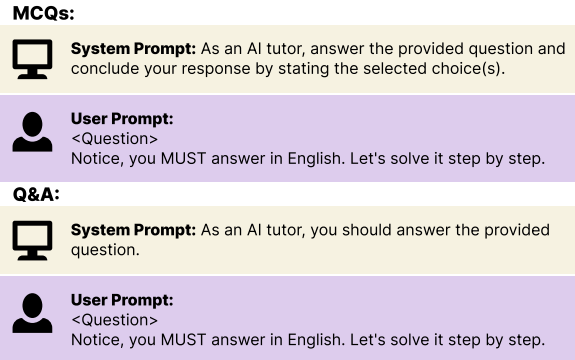 MCQs:
System Prompt: As an AI tutor, answer the provided question and
conclude your response by stating the selected choice(s).
User Prompt:
<Question>
Notice, you MUST answer in English. Let's solve it step by step.
Q&A:
System Prompt: As an AI tutor, you should answer the provided
question.
User Prompt:
<Question>
Notice, you MUST answer in English. Let's solve it step by step.